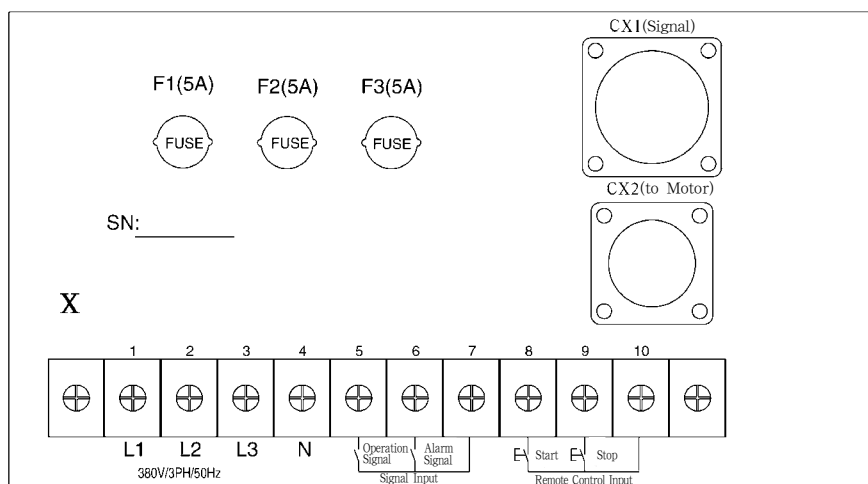 CX1(Signal)
F1(5A) F2(5A) F3(5A)
FUSE FUSE FUSE
CX2(to Motor)
SN:
X
1 2 3 4 5 6 7 8 9 10
L1 L2 L3 N
Operation Signal
Alarm Signal
Start
Stop
380V/3PH/50Hz
Signal Input
Remote Control Input